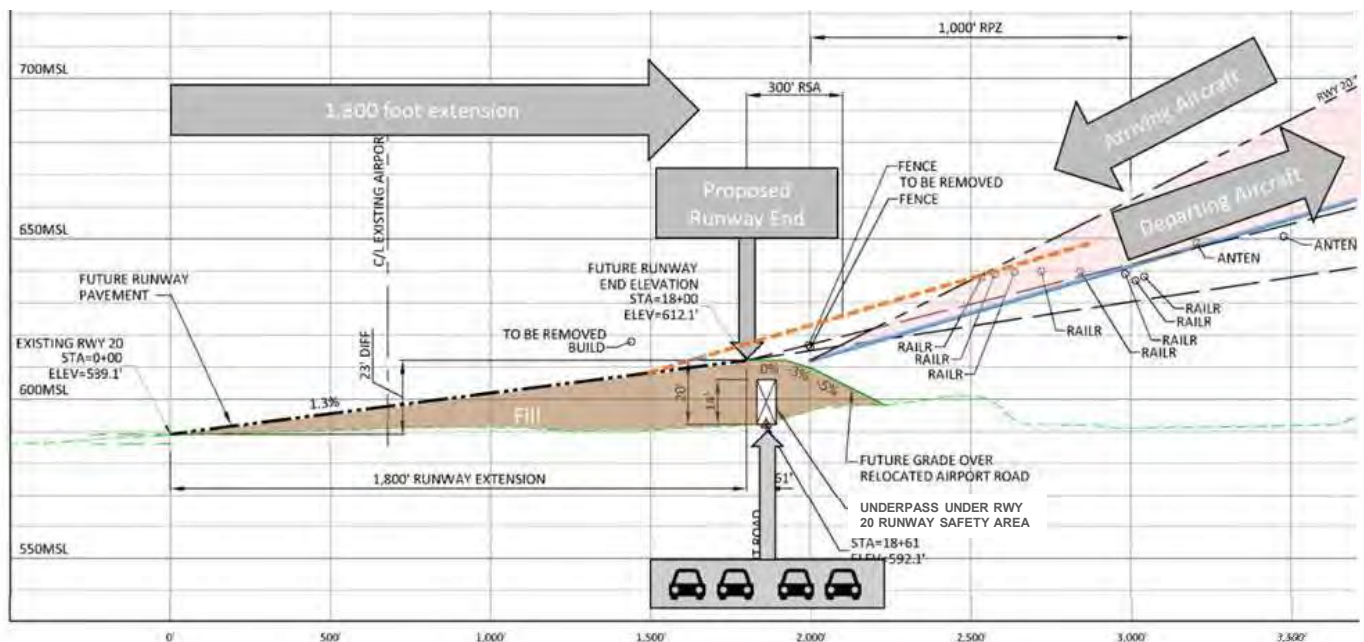 1,000' RPZ
700MSL
300' RSA
RWY 20
1,800 foot extension
Arriving Aircraft
C/L EXISTING AIRPOR
FENCE
TO BE REMOVED
FENCE
Proposed
Runway End
Departing Aircraft
650MSL
ANTEN
ANTEN
FUTURE RUNWAY
PAVEMENT
FUTURE RUNWAY
END ELEVATION
STA=18+00
ELEV=612.1'
RAILR
RAILR
RAILR
RAILR
RAILR
RAILR
RAILR
TO BE REMOVED
BUILD
EXISTING RWY 20
STA=0+00
ELEV=589.1'
23' DIFF
600MSL
1.3%
Fill
20'
14'
0%
-3%
-5%
1,800' RUNWAY EXTENSION
61'
FUTURE GRADE OVER
RELOCATED AIRPORT ROAD
UNDERPASS UNDER RWY
20 RUNWAY SAFETY AREA
T ROAD
STA=18+61
ELEV=592.1'
550MSL
0'
500'
1,000'
1,500'
2,000'
2,500'
3,000'
3,500'